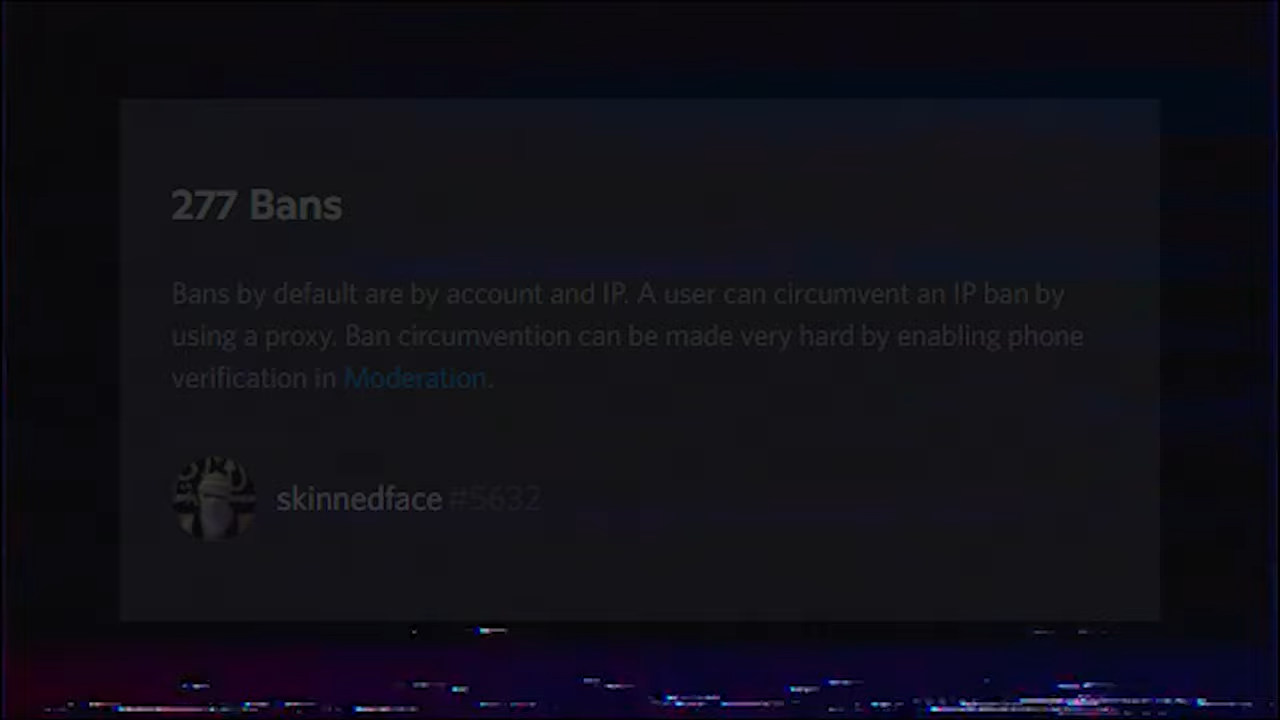 277 Bans
Bans by default are by account and IP. A user can circumvent an IP ban by
using a proxy. Ban circumvention can be made very hard by enabling phone
verification in Moderation.
skinnedface#5632